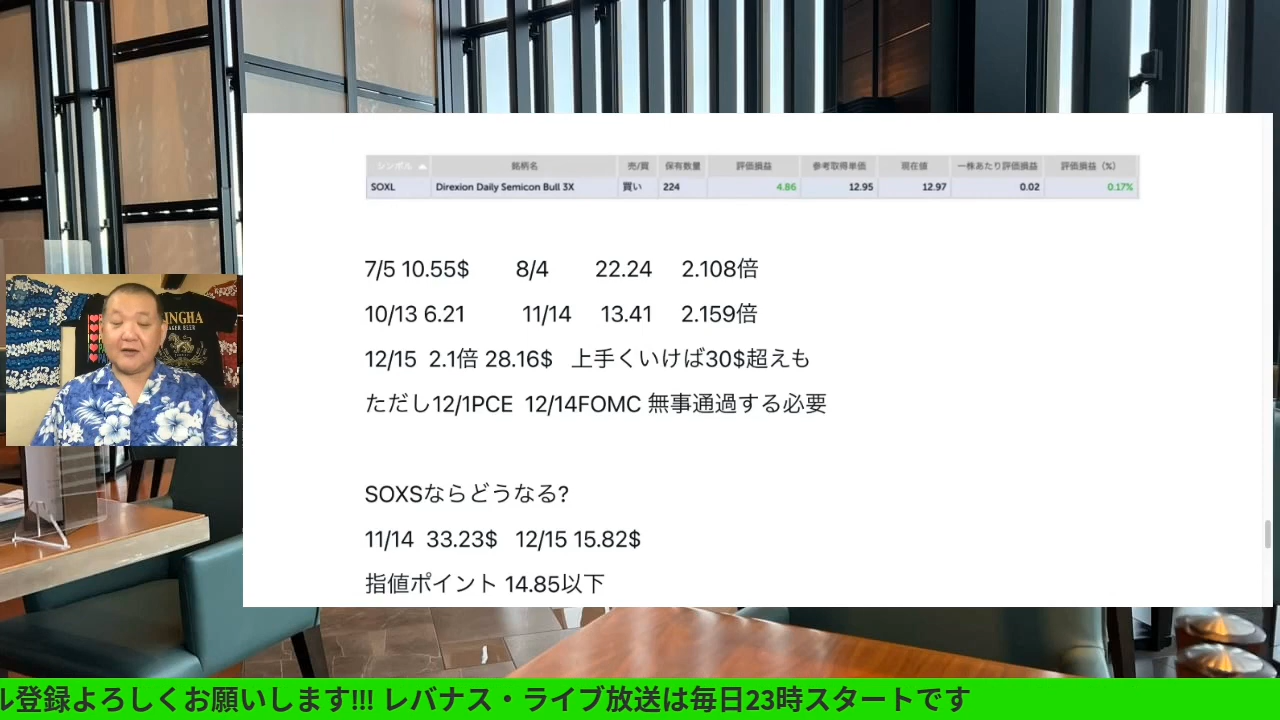 シンボル 銘柄名 売/買 保有数量 評価損益 参考取得単価 現在値 一株あたり評価損益 評価損益（%）
SOXL Direxion Daily Semicon Bull 3X 買い 224 4.86 12.95 12.97 0.02 0.17%
7/5 10.55$ 8/4 22.24 2.108倍
10/13 6.21 11/14 13.41 2.159倍
12/15 2.1倍 28.16$ 上手くいけば30$超えも
ただし12/1PCE 12/14FOMC 無事通過する必要
SOXSならどうなる?
11/14 33.23$ 12/15 15.82$
指値ポイント 14.85以下
INGHA
AGER BEER
ル登録よろしくお願いします!!! レバナス・ライブ放送は毎日23時スタートです